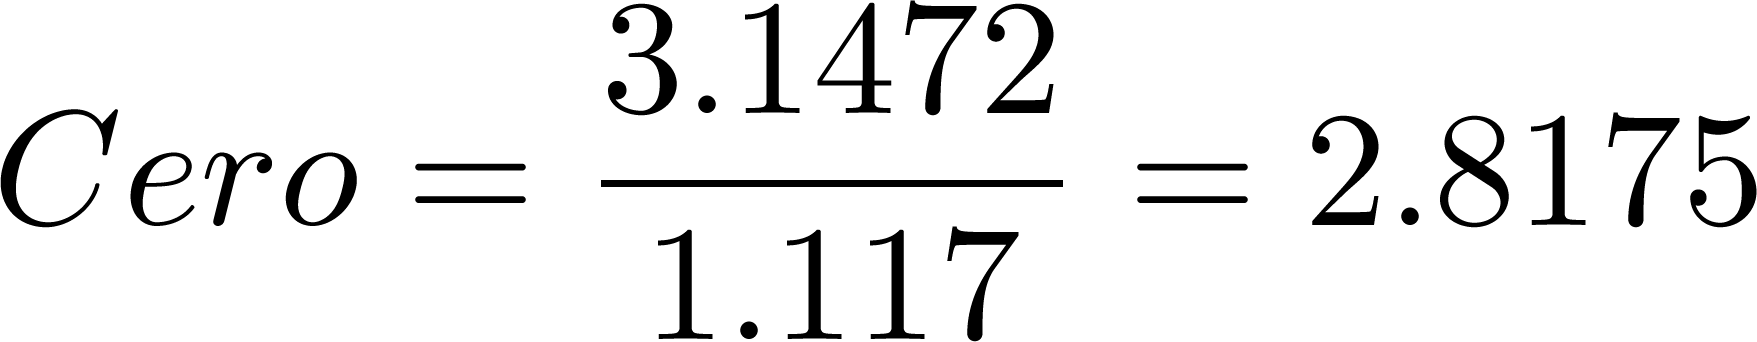 Cero = 3.1472 / 1.117 = 2.8175